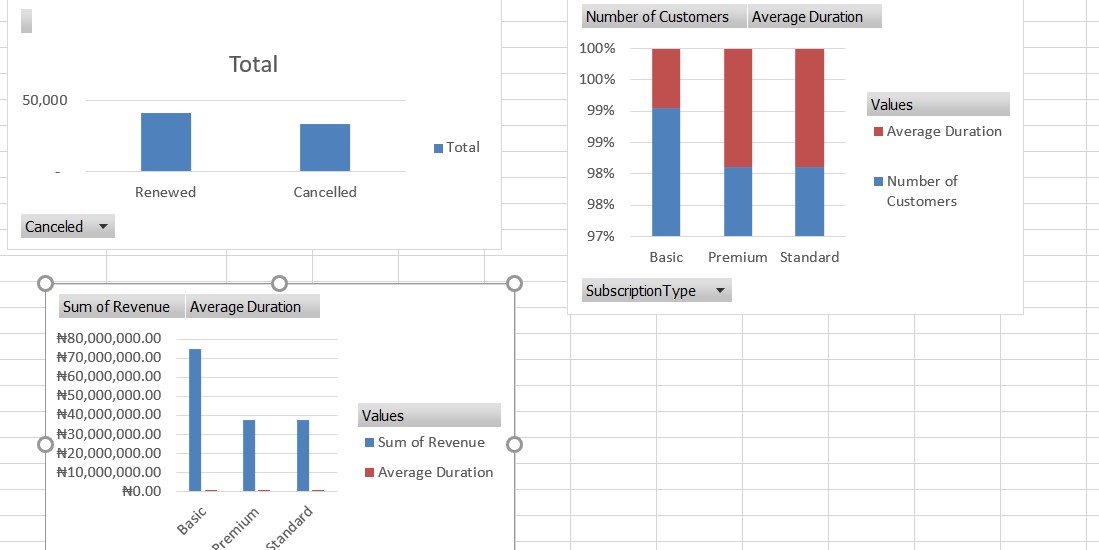 Total
50,000
-
Renewed
Cancelled
Total
Canceled
Number of Customers
Average Duration
100%
100%
99%
99%
98%
98%
97%
Basic
Premium
Standard
Values
Average Duration
Number of
Customers
SubscriptionType
Sum of Revenue
Average Duration
₦80,000,000.00
₦70,000,000.00
₦60,000,000.00
₦50,000,000.00
₦40,000,000.00
₦30,000,000.00
₦20,000,000.00
₦10,000,000.00
₦0.00
Basic
Premium
Standard
Values
Sum of Revenue
Average Duration